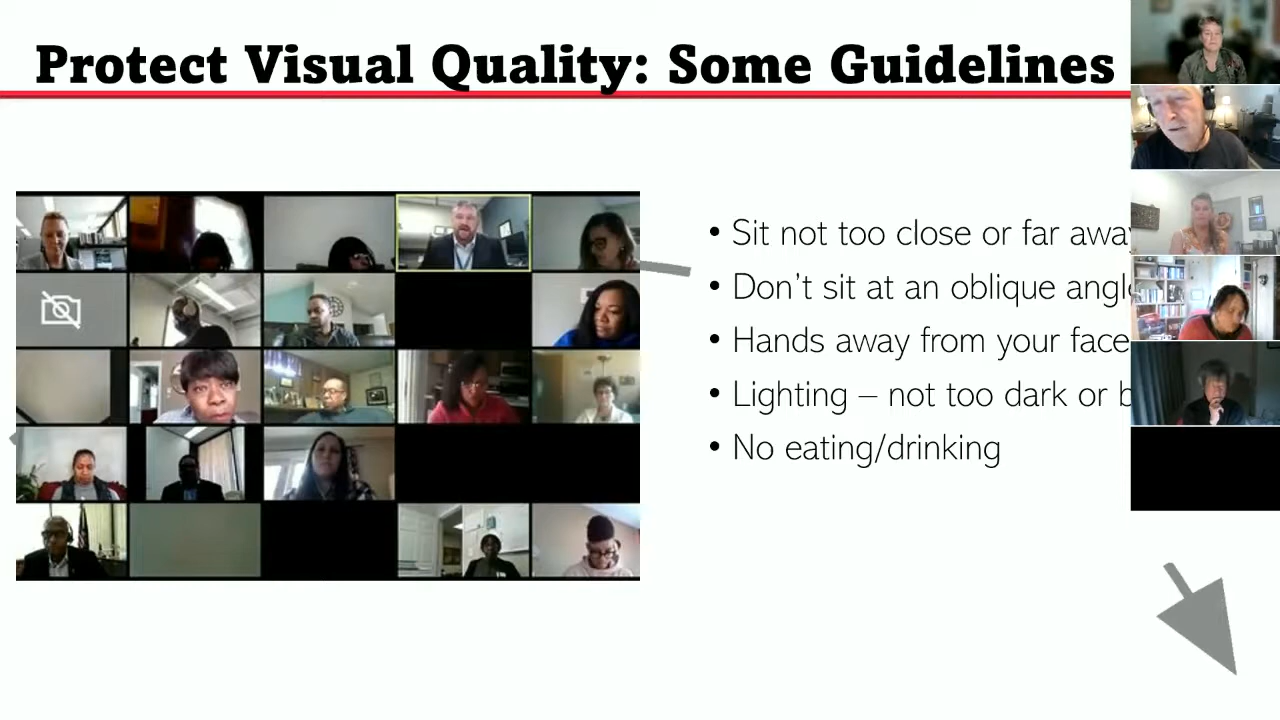 Protect Visual Quality: Some Guidelines
• Sit not too close or far away
• Don't sit at an oblique angle
• Hands away from your face
• Lighting – not too dark or
• No eating/drinking